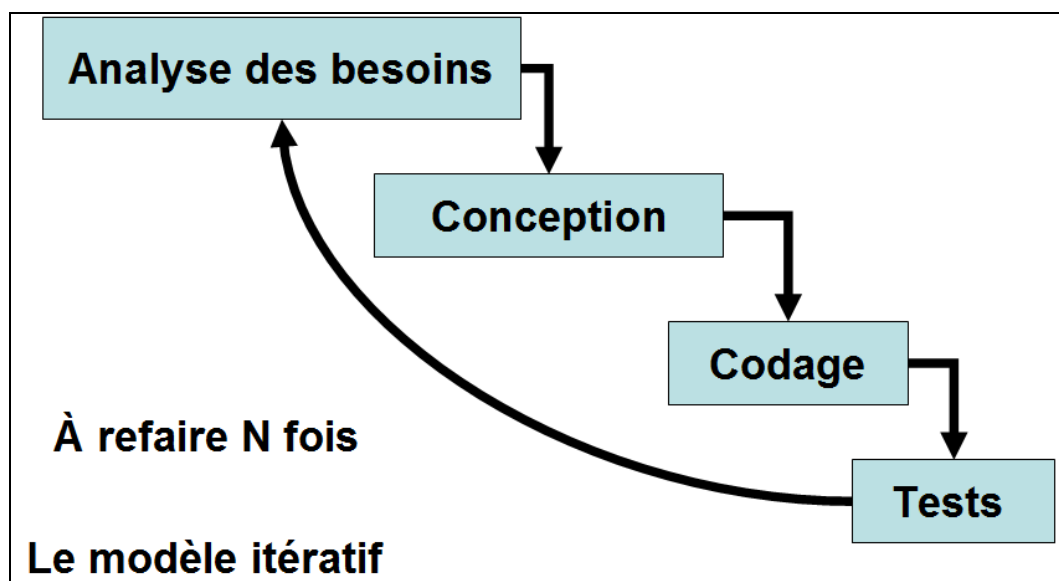 Analyse des besoins
Conception
Codage
À refaire N fois
Tests
Le modèle itératif